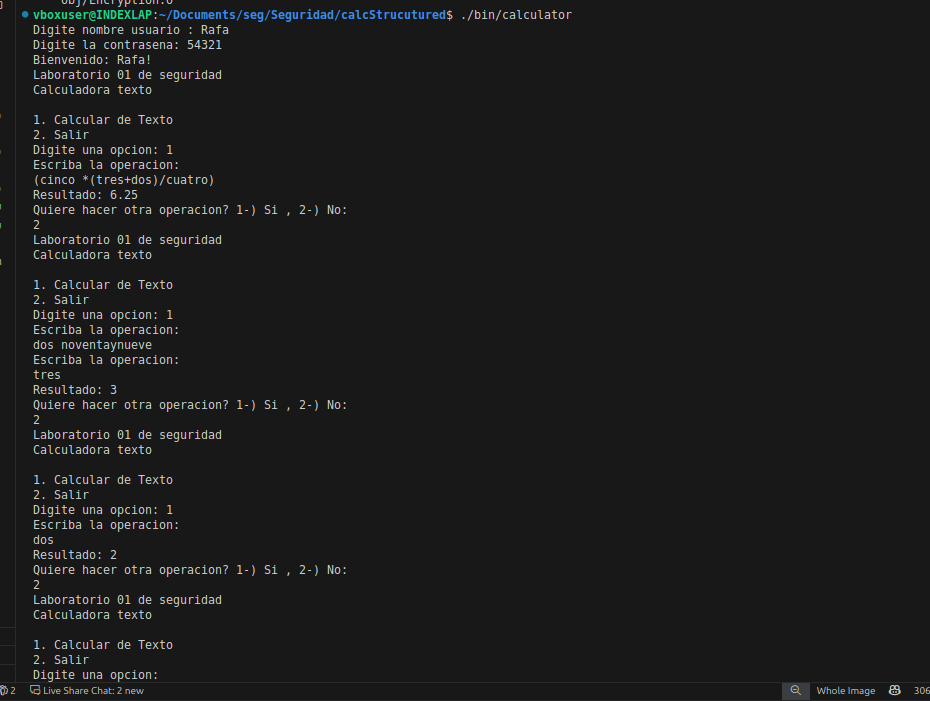 obj/Encryption.o
vboxuser@INDEXLAP:~/Documents/seg/Seguridad/calcStrucutured$ ./bin/calculator
Digite nombre usuario : Rafa
Digite la contrasena: 54321
Bienvenido: Rafa!
Laboratorio 01 de seguridad
Calculadora texto
1. Calcular de Texto
2. Salir
Digite una opcion: 1
Escriba la operacion:
(cinco *(tres+dos)/cuatro)
Resultado: 6.25
Quiere hacer otra operacion? 1-) Si , 2-) No:
2
Laboratorio 01 de seguridad
Calculadora texto
1. Calcular de Texto
2. Salir
Digite una opcion: 1
Escriba la operacion:
dos noventaynueve
Escriba la operacion:
tres
Resultado: 3
Quiere hacer otra operacion? 1-) Si , 2-) No:
2
Laboratorio 01 de seguridad
Calculadora texto
1. Calcular de Texto
2. Salir
Digite una opcion: 1
Escriba la operacion:
dos
Resultado: 2
Quiere hacer otra operacion? 1-) Si , 2-) No:
2
Laboratorio 01 de seguridad
Calculadora texto
1. Calcular de Texto
2. Salir
Digite una opcion:
2 Live Share Chat: 2 new Whole Image 306